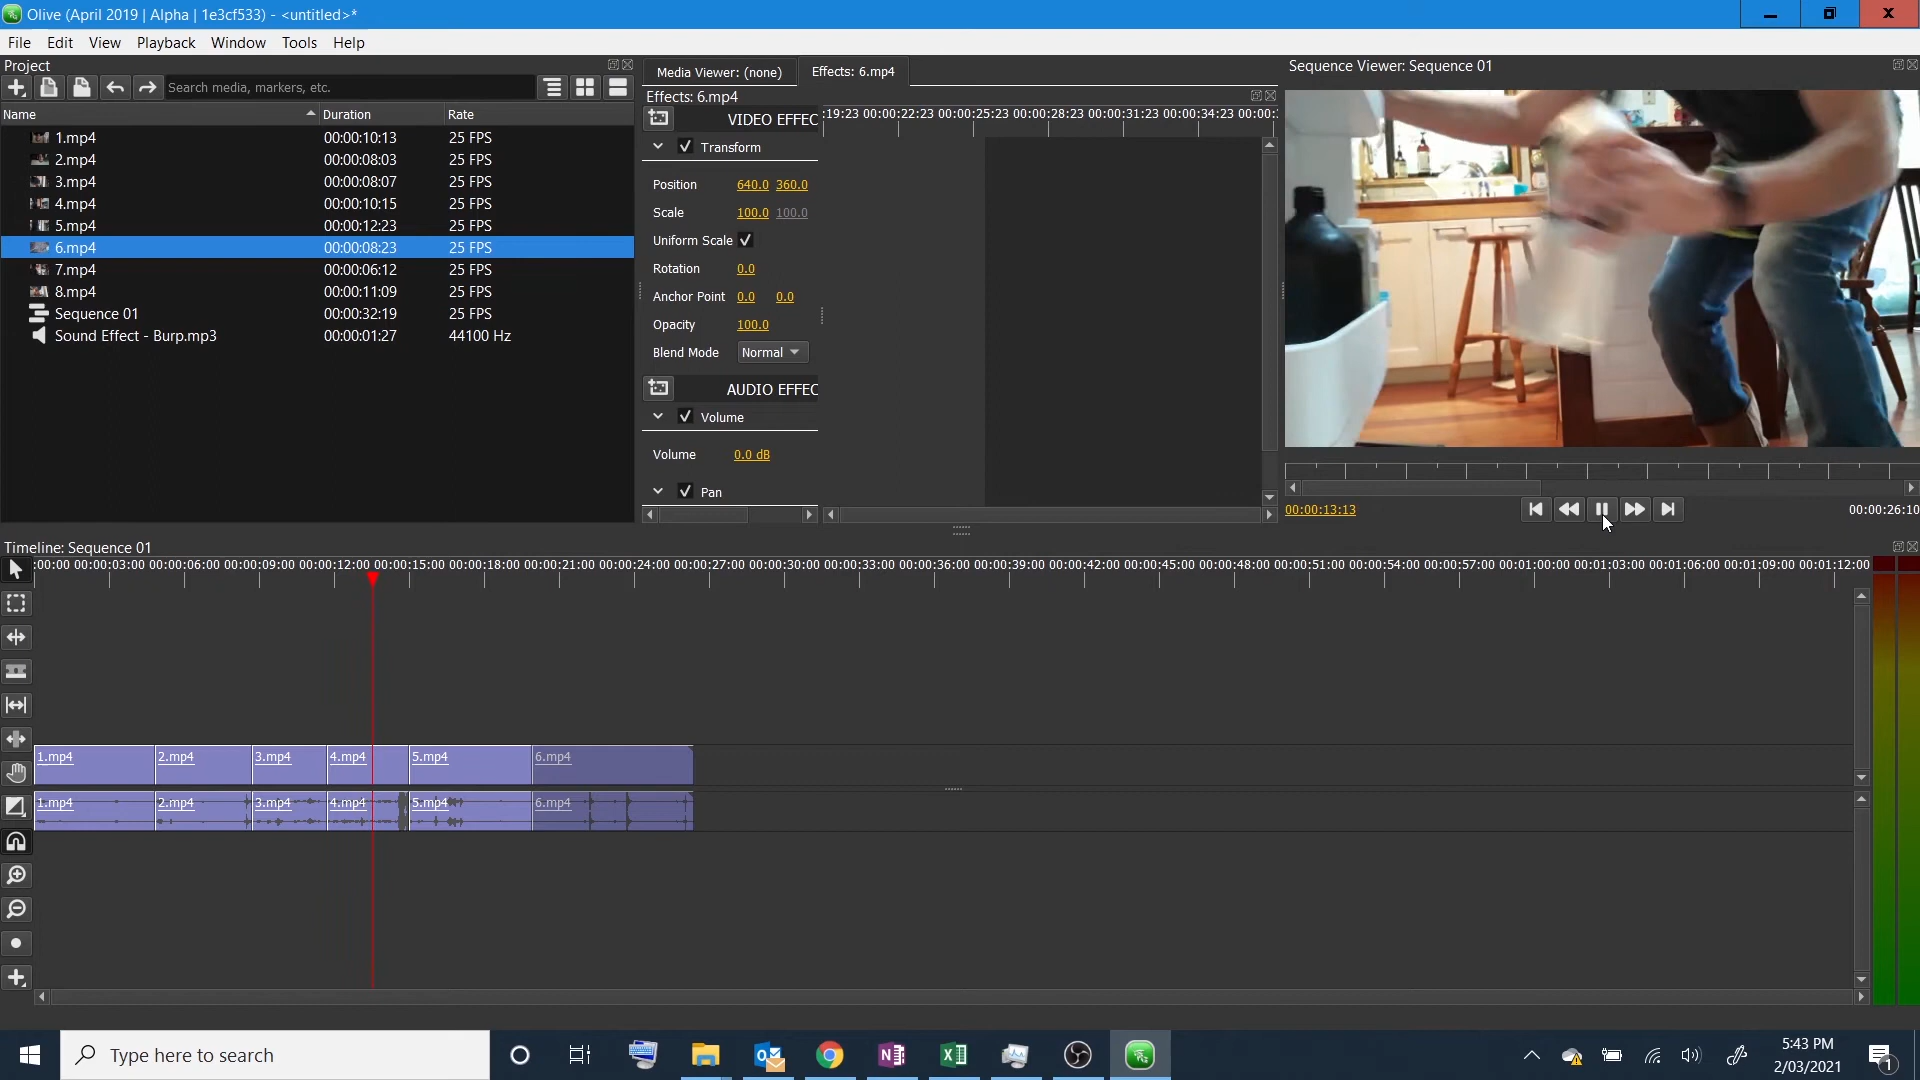 Olive (April 2019 | Alpha | 1e3cf533) - <untitled>*
File Edit View Playback Window Tools Help
Project
Search media, markers, etc.
Name Duration Rate
1.mp4 00:00:10:13 25 FPS
2.mp4 00:00:08:03 25 FPS
3.mp4 00:00:08:07 25 FPS
4.mp4 00:00:10:15 25 FPS
5.mp4 00:00:12:23 25 FPS
6.mp4 00:00:08:23 25 FPS
7.mp4 00:00:06:12 25 FPS
8.mp4 00:00:11:09 25 FPS
Sequence 01 00:00:32:19 25 FPS
Sound Effect - Burp.mp3 00:00:01:27 44100 Hz
Media Viewer: (none) Effects: 6.mp4
Effects: 6.mp4
VIDEO EFFEC
:19:23 00:00:22:23 00:00:25:23 00:00:28:23 00:00:31:23 00:00:34:23 00:00:
Transform
Position 640.0 360.0
Scale 100.0 100.0
Uniform Scale
Rotation 0.0
Anchor Point 0.0 0.0
Opacity 100.0
Blend Mode Normal
AUDIO EFFEC
Volume
Volume 0.0 dB
Pan
Sequence Viewer: Sequence 01
00:00:13:13 00:00:26:10
Timeline: Sequence 01
:00:00 00:00:03:00 00:00:06:00 00:00:09:00 00:00:12:00 00:00:15:00 00:00:18:00 00:00:21:00 00:00:24:00 00:00:27:00 00:00:30:00 00:00:33:00 00:00:36:00 00:00:39:00 00:00:42:00 00:00:45:00 00:00:48:00 00:00:51:00 00:00:54:00 00:00:57:00 00:01:00:00 00:01:03:00 00:01:06:00 00:01:09:00 00:01:12:00
1.mp4 2.mp4 3.mp4 4.mp4 5.mp4 6.mp4
1.mp4 2.mp4 3.mp4 4.mp4 5.mp4 6.mp4
Type here to search
5:43 PM
2/03/2021
1